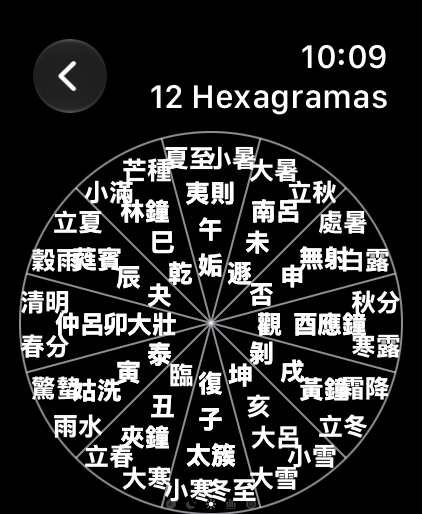 10:09
12 Hexagramas
夏至
小暑
大暑
立秋
處暑
白露
秋分
寒露
霜降
立冬
小雪
大雪
冬至
小寒
大寒
立春
雨水
驚蟄
春分
清明
穀雨
立夏
小滿
芒種
夷則
南呂
無射
應鐘
黃鐘
大呂
太簇
夾鐘
姑洗
仲呂
蕤賓
林鐘
午
未
申
酉
戌
亥
子
丑
寅
卯
辰
巳
姤
遯
否
觀
剝
坤
復
臨
泰
大壯
夬
乾